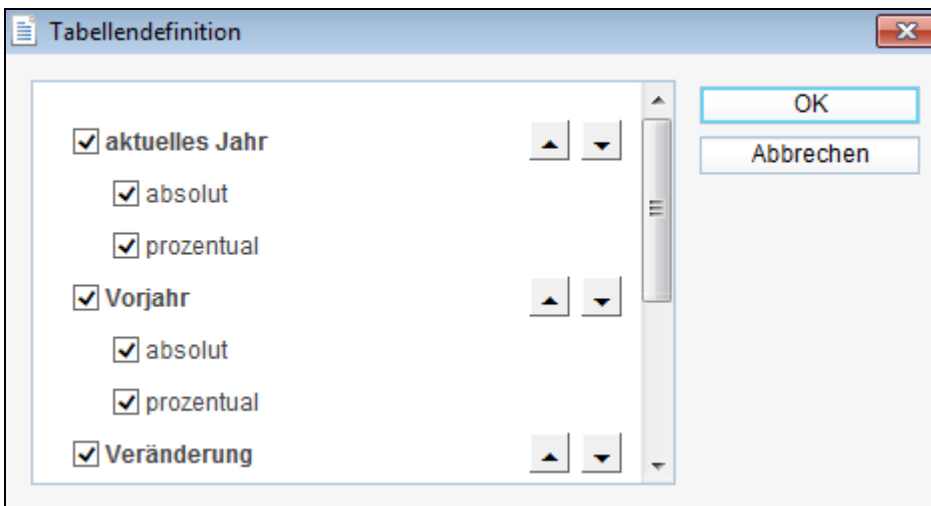 Tabellendefinition
aktuelles Jahr
absolut
prozentual
Vorjahr
absolut
prozentual
Veränderung
OK
Abbrechen